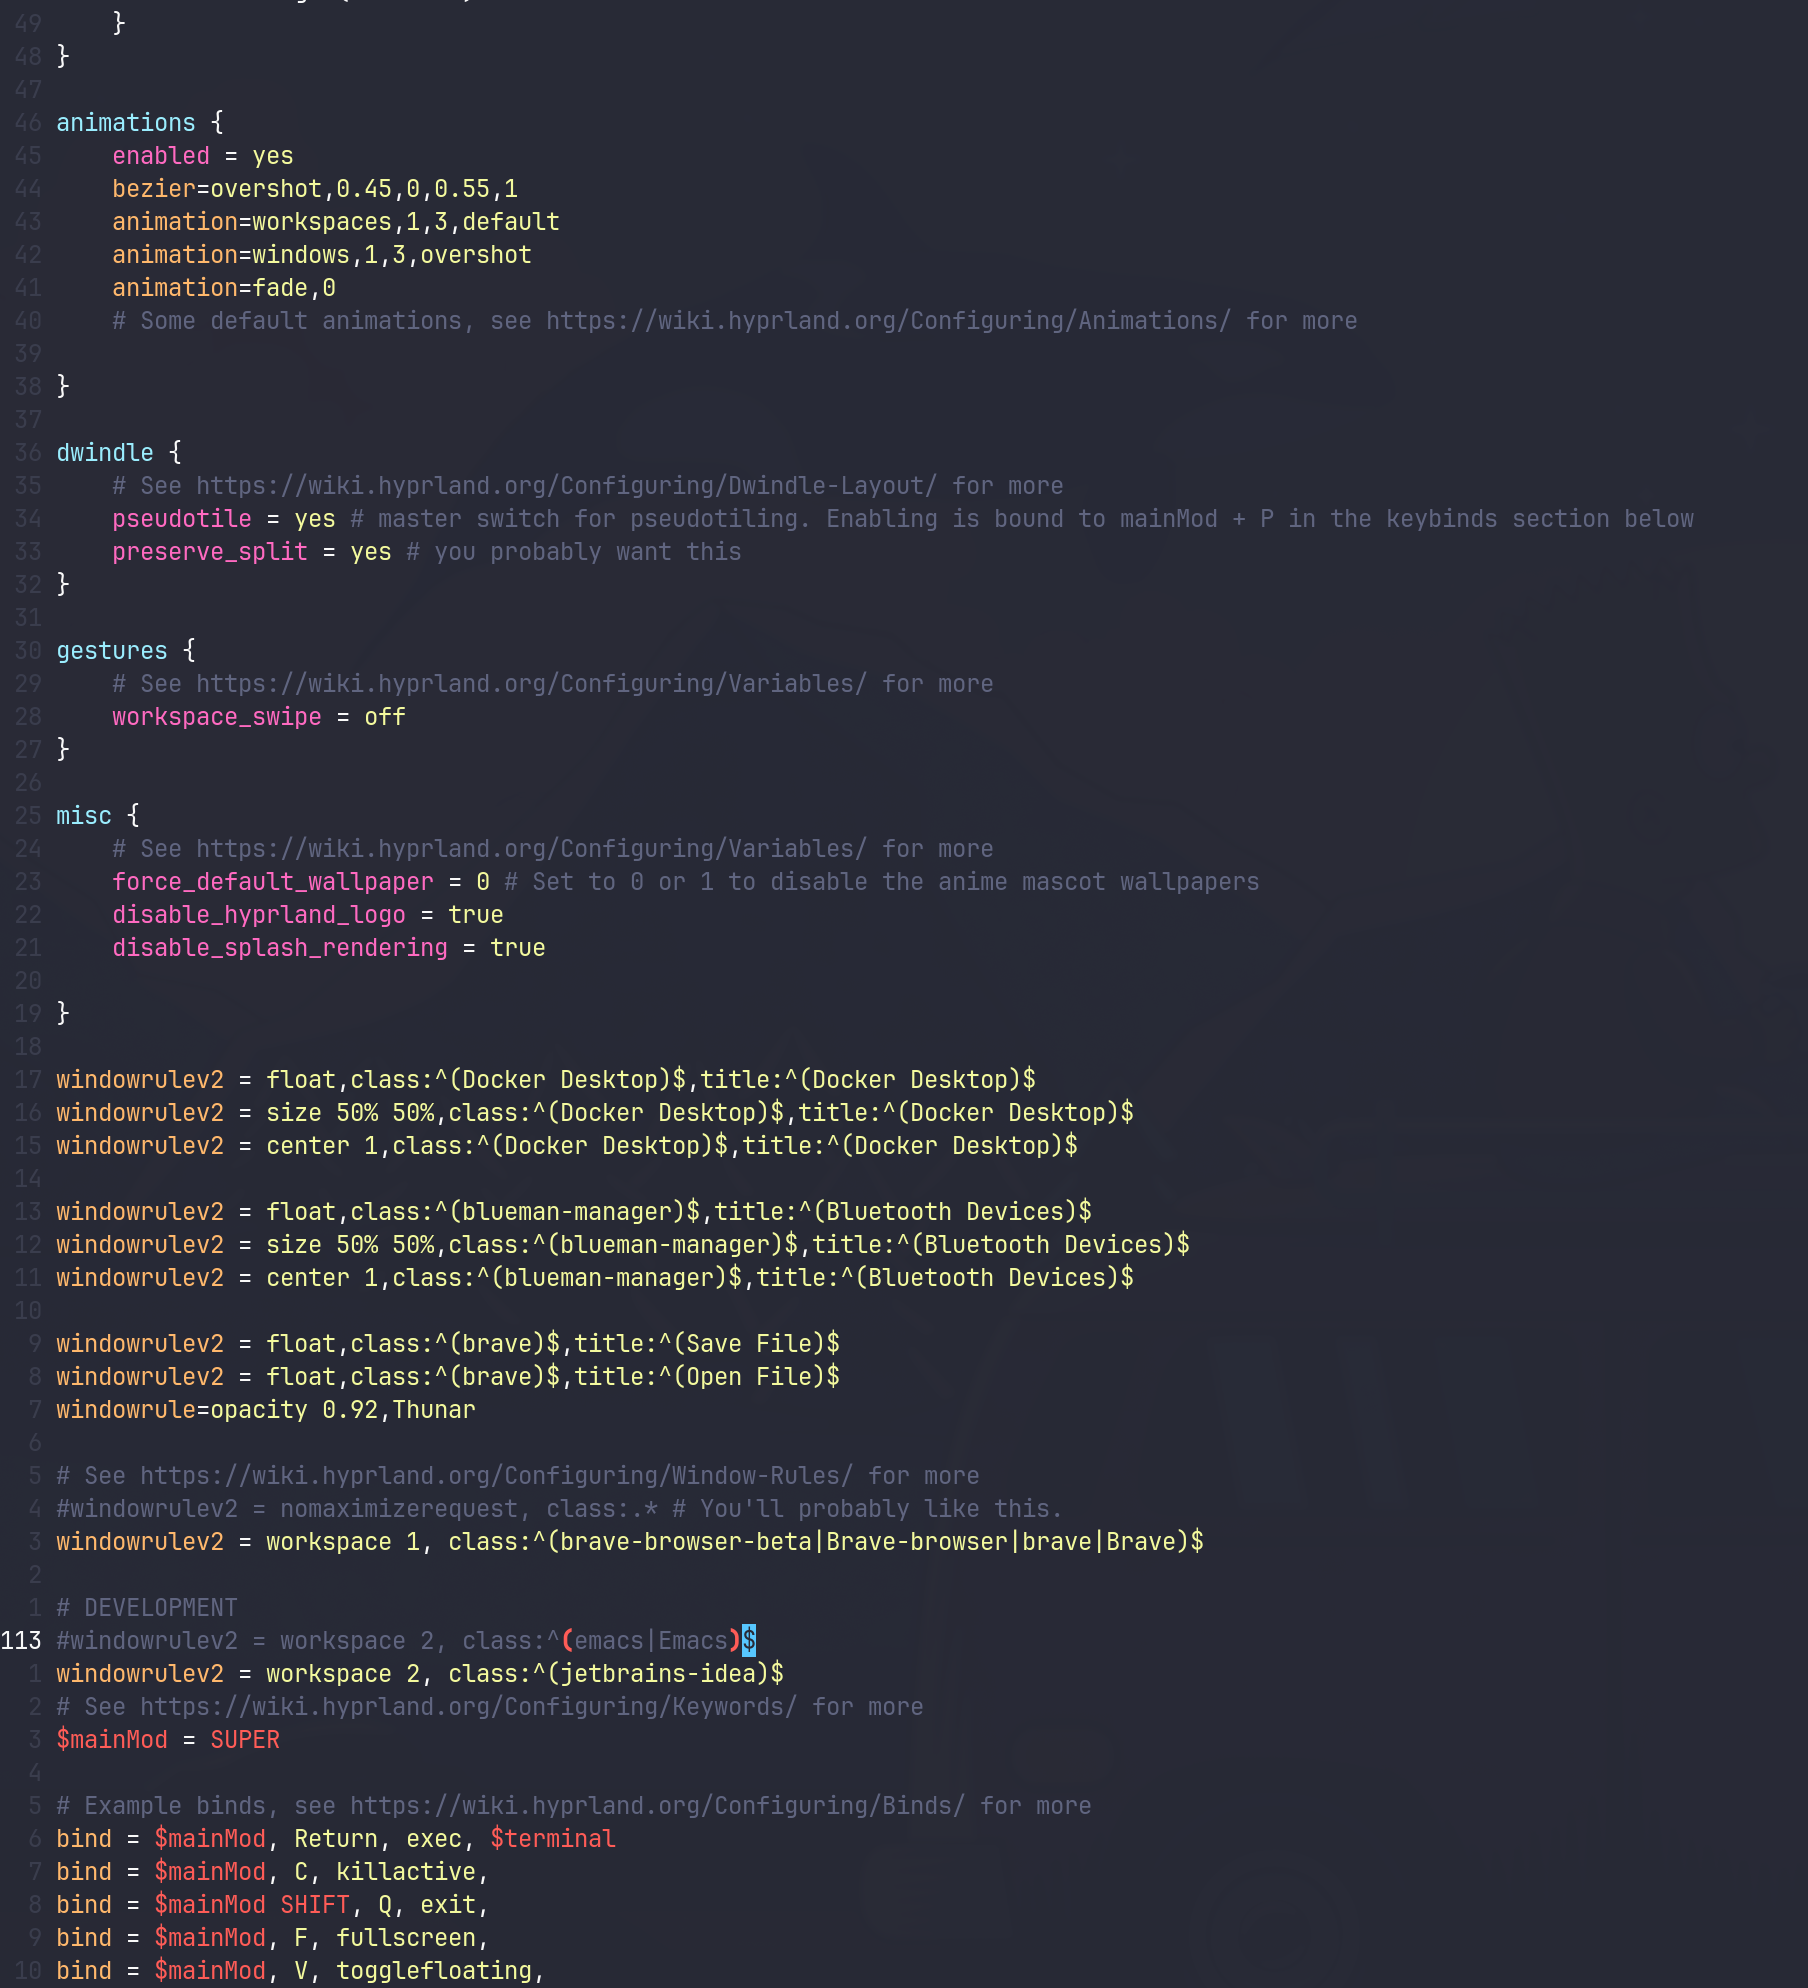 49     }
48 }
47
46 animations {
45     enabled = yes
44     bezier=overshot,0.45,0,0.55,1
43     animation=workspaces,1,3,default
42     animation=windows,1,3,overshot
41     animation=fade,0
40     # Some default animations, see https://wiki.hyprland.org/Configuring/Animations/ for more
39
38 }
37
36 dwindle {
35     # See https://wiki.hyprland.org/Configuring/Dwindle-Layout/ for more
34     pseudotile = yes # master switch for pseudotiling. Enabling is bound to mainMod + P in the keybinds section below
33     preserve_split = yes # you probably want this
32 }
31
30 gestures {
29     # See https://wiki.hyprland.org/Configuring/Variables/ for more
28     workspace_swipe = off
27 }
26
25 misc {
24     # See https://wiki.hyprland.org/Configuring/Variables/ for more
23     force_default_wallpaper = 0 # Set to 0 or 1 to disable the anime mascot wallpapers
22     disable_hyprland_logo = true
21     disable_splash_rendering = true
20
19 }
18
17 windowrulev2 = float,class:^(Docker Desktop)$,title:^(Docker Desktop)$
16 windowrulev2 = size 50% 50%,class:^(Docker Desktop)$,title:^(Docker Desktop)$
15 windowrulev2 = center 1,class:^(Docker Desktop)$,title:^(Docker Desktop)$
14
13 windowrulev2 = float,class:^(blueman-manager)$,title:^(Bluetooth Devices)$
12 windowrulev2 = size 50% 50%,class:^(blueman-manager)$,title:^(Bluetooth Devices)$
11 windowrulev2 = center 1,class:^(blueman-manager)$,title:^(Bluetooth Devices)$
10
9 windowrulev2 = float,class:^(brave)$,title:^(Save File)$
8 windowrulev2 = float,class:^(brave)$,title:^(Open File)$
7 windowrule=opacity 0.92,Thunar
6
5 # See https://wiki.hyprland.org/Configuring/Window-Rules/ for more
4 #windowrulev2 = nomaximizerequest, class:.* # You'll probably like this.
3 windowrulev2 = workspace 1, class:^(brave-browser-beta|Brave-browser|brave|Brave)$
2
1 # DEVELOPMENT
113 #windowrulev2 = workspace 2, class:^(emacs|Emacs)$
1 windowrulev2 = workspace 2, class:^(jetbrains-idea)$
2 # See https://wiki.hyprland.org/Configuring/Keywords/ for more
3 $mainMod = SUPER
4
5 # Example binds, see https://wiki.hyprland.org/Configuring/Binds/ for more
6 bind = $mainMod, Return, exec, $terminal
7 bind = $mainMod, C, killactive,
8 bind = $mainMod SHIFT, Q, exit,
9 bind = $mainMod, F, fullscreen,
10 bind = $mainMod, V, togglefloating,